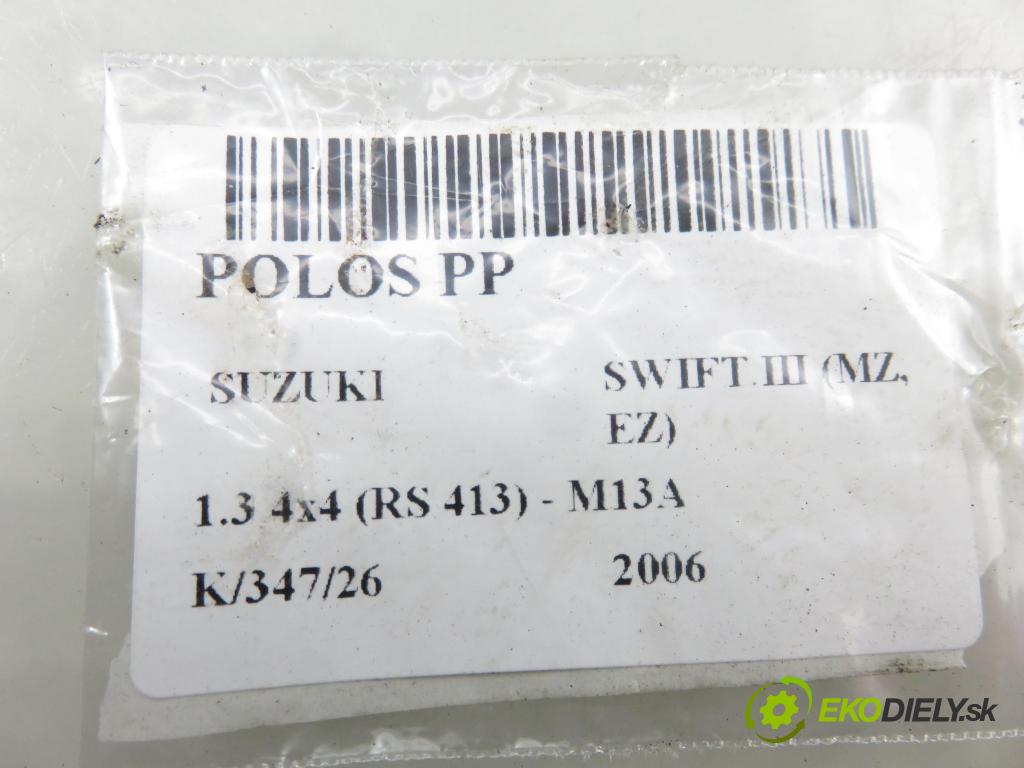 POLOS PP
SUZUKI
SWIFT III (MZ,
EZ)
1.3 4x4 (RS 413) - M13A
K/347/26
2006
EKODIELY.sk